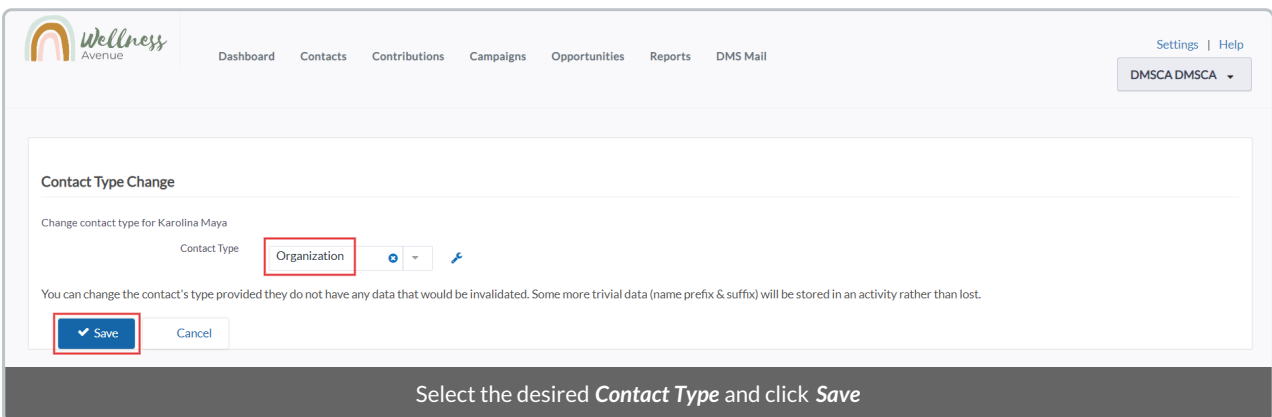 Wellness
Avenue
Dashboard Contacts Contributions Campaigns Opportunities Reports DMS Mail
Settings | Help
DMSCA DMSCA
Contact Type Change
Change contact type for Karolina Maya
Contact Type Organization
You can change the contact's type provided they do not have any data that would be invalidated. Some more trivial data (name prefix & suffix) will be stored in an activity rather than lost.
Save Cancel
Select the desired Contact Type and click Save